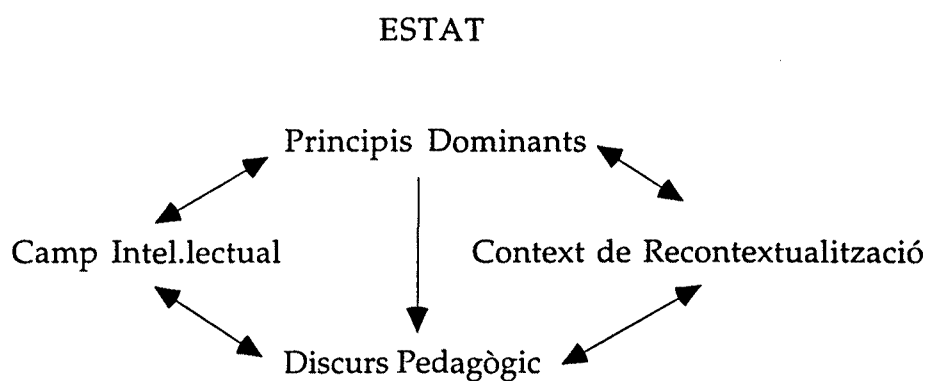 ESTAT
Principis Dominants
Camp Intel.lectual
Context de Recontextualització
Discurs Pedagògic